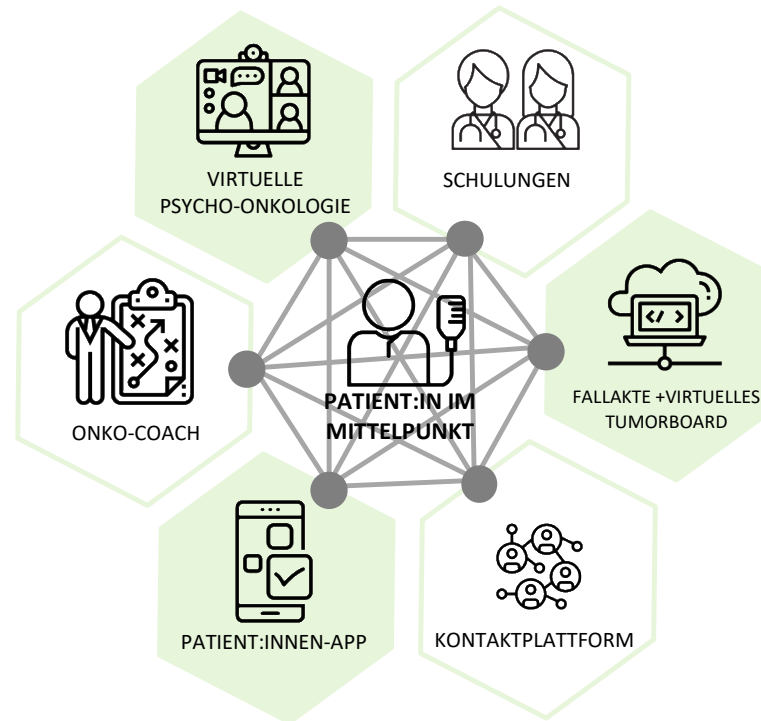 VIRTUELLE
PSYCHO-ONKOLOGIE
SCHULUNGEN
</>
FALLAKTE +VIRTUELLES
TUMORBOARD
PATIENT:IN IM
MITTELPUNKT
ONKO-COACH
PATIENT:INNEN-APP
KONTAKTPLATTFORM